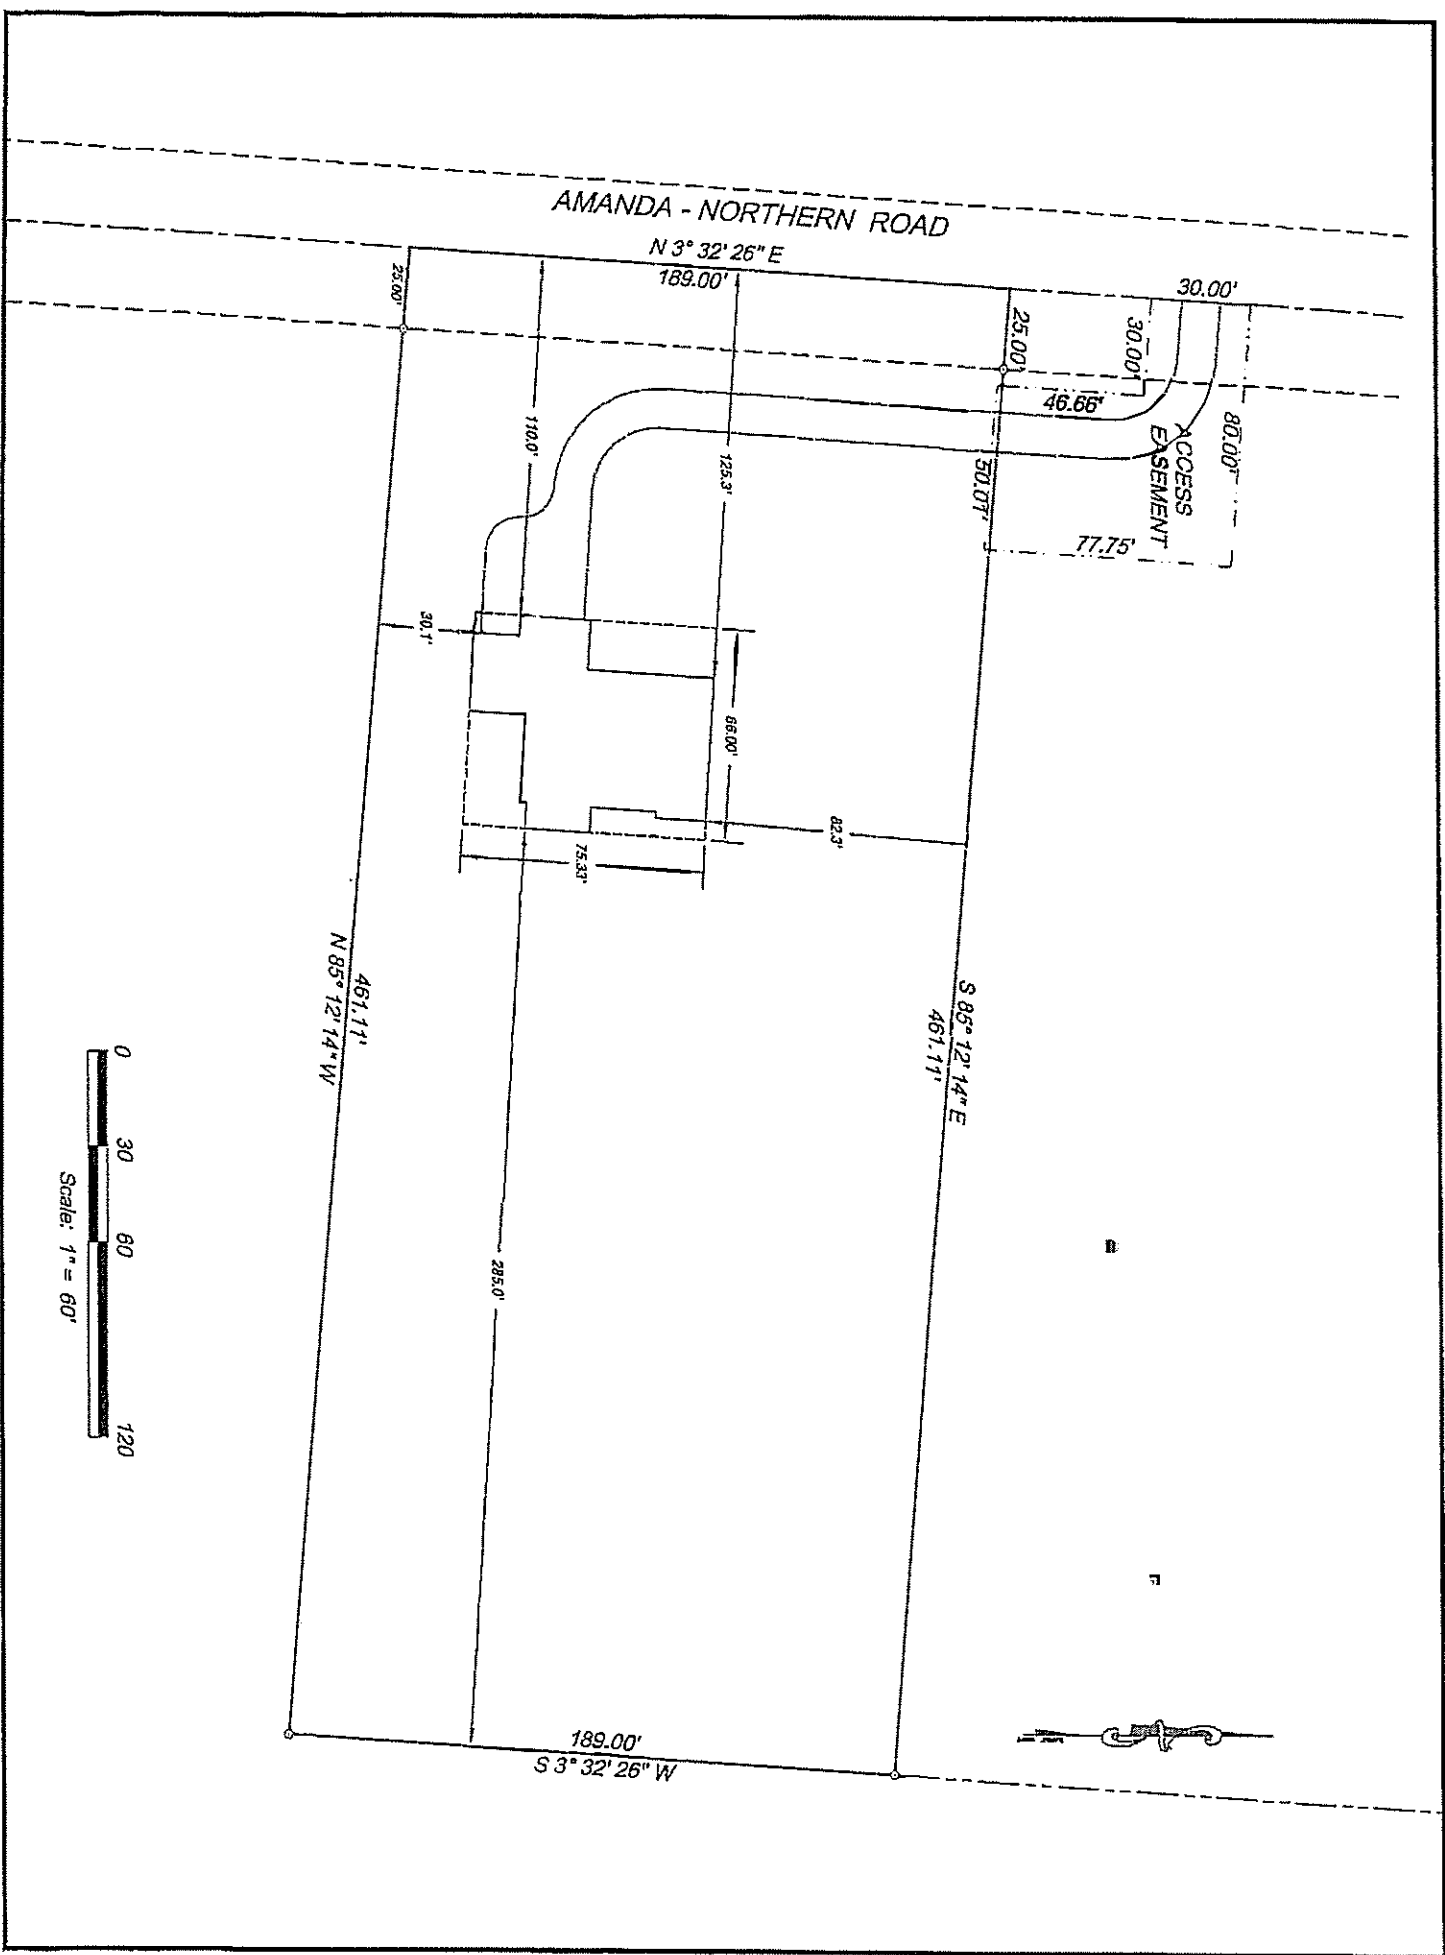 AMANDA - NORTHERN ROAD
N 3° 32' 26" E
189.00'
30.00'
25.00'
25.00'
30.00'
46.66'
80.00'
ACCESS
EASEMENT
50.01'
77.75'
110.0'
125.3'
30.1'
66.00'
82.3'
75.33'
S 85° 12' 14" E
461.11'
461.11'
N 85° 12' 14" W
285.0'
0 30 60 120
Scale: 1" = 60'
189.00'
S 3° 32' 26" W